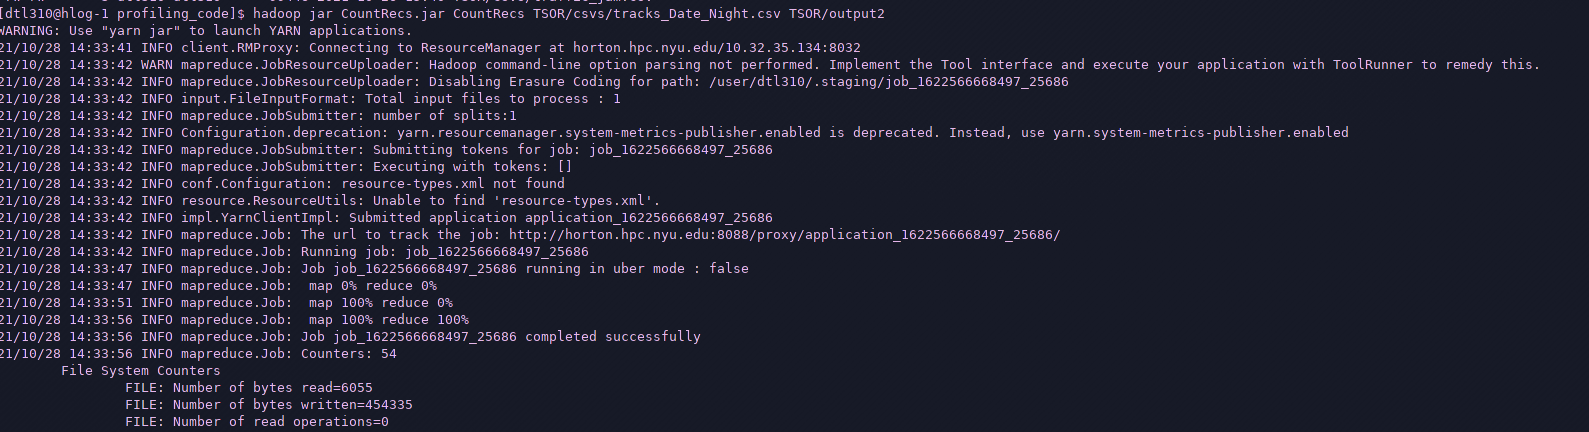 [dtl310@hlog-1 profiling_code]$ hadoop jar CountRecs.jar CountRecs TSOR/csvs/tracks_Date_Night.csv TSOR/output2
WARNING: Use "yarn jar" to launch YARN applications.
21/10/28 14:33:41 INFO client.RMProxy: Connecting to ResourceManager at horton.hpc.nyu.edu/10.32.35.134:8032
21/10/28 14:33:42 WARN mapreduce.JobResourceUploader: Hadoop command-line option parsing not performed. Implement the Tool interface and execute your application with ToolRunner to remedy this.
21/10/28 14:33:42 INFO mapreduce.JobResourceUploader: Disabling Erasure Coding for path: /user/dtl310/.staging/job_1622566668497_25686
21/10/28 14:33:42 INFO input.FileInputFormat: Total input files to process : 1
21/10/28 14:33:42 INFO mapreduce.JobSubmitter: number of splits:1
21/10/28 14:33:42 INFO Configuration.deprecation: yarn.resourcemanager.system-metrics-publisher.enabled is deprecated. Instead, use yarn.system-metrics-publisher.enabled
21/10/28 14:33:42 INFO mapreduce.JobSubmitter: Submitting tokens for job: job_1622566668497_25686
21/10/28 14:33:42 INFO mapreduce.JobSubmitter: Executing with tokens: []
21/10/28 14:33:42 INFO conf.Configuration: resource-types.xml not found
21/10/28 14:33:42 INFO resource.ResourceUtils: Unable to find 'resource-types.xml'.
21/10/28 14:33:42 INFO impl.YarnClientImpl: Submitted application application_1622566668497_25686
21/10/28 14:33:42 INFO mapreduce.Job: The url to track the job: http://horton.hpc.nyu.edu:8088/proxy/application_1622566668497_25686/
21/10/28 14:33:42 INFO mapreduce.Job: Running job: job_1622566668497_25686
21/10/28 14:33:47 INFO mapreduce.Job: Job job_1622566668497_25686 running in uber mode : false
21/10/28 14:33:47 INFO mapreduce.Job:  map 0% reduce 0%
21/10/28 14:33:51 INFO mapreduce.Job:  map 100% reduce 0%
21/10/28 14:33:56 INFO mapreduce.Job:  map 100% reduce 100%
21/10/28 14:33:56 INFO mapreduce.Job: Job job_1622566668497_25686 completed successfully
21/10/28 14:33:56 INFO mapreduce.Job: Counters: 54
File System Counters
FILE: Number of bytes read=6055
FILE: Number of bytes written=454335
FILE: Number of read operations=0